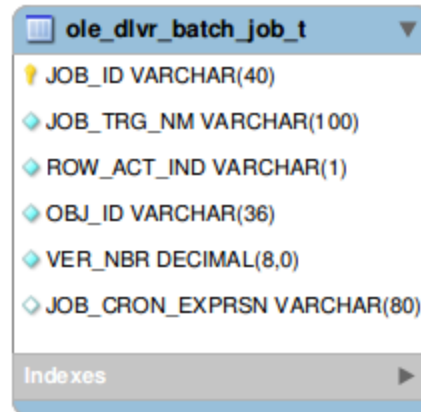 ole_dlvr_batch_job_t
JOB_ID VARCHAR(40)
JOB_TRG_NM VARCHAR(100)
ROW_ACT_IND VARCHAR(1)
OBJ_ID VARCHAR(36)
VER_NBR DECIMAL(8,0)
JOB_CRON_EXPRSN VARCHAR(80)
Indexes